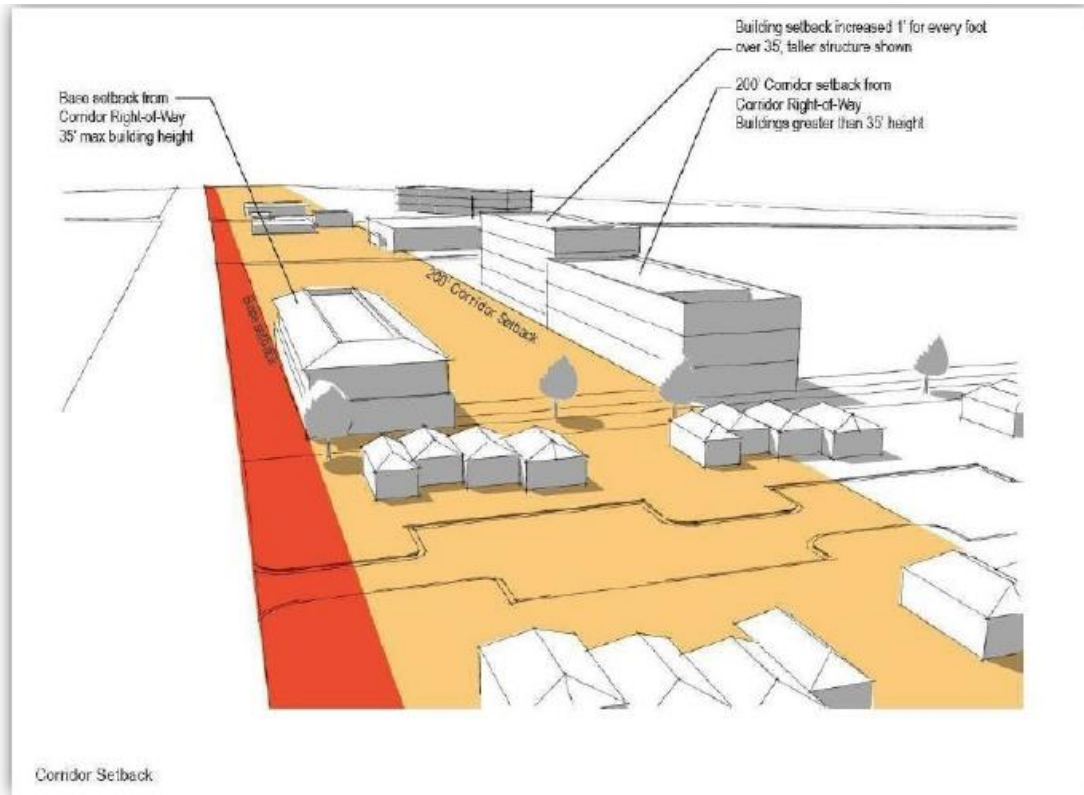 Building setback increased 1' for every foot
over 35', taller structure shown
Base setback from
Corridor Right-of-Way
35' max building height
200' Corridor setback from
Corridor Right-of-Way
Buildings greater than 35' height
200' Corridor Setback
Base setback
Corridor Setback